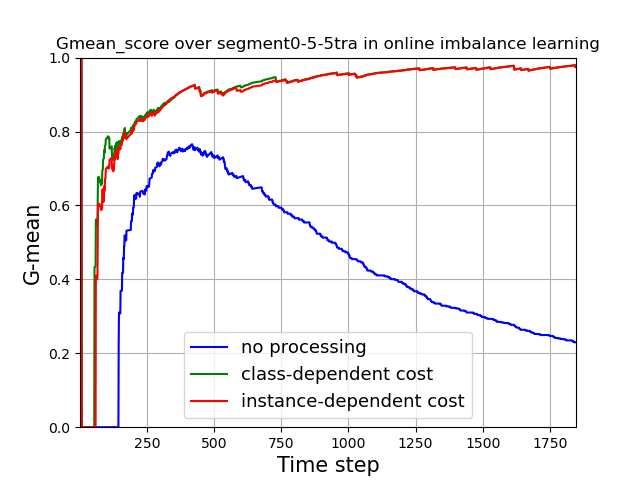 Gmean_score over segment0-5-5tra in online imbalance learning
1.0
0.8
0.6
0.4
0.2
0.0
G-mean
no processing
class-dependent cost
instance-dependent cost
250 500 750 1000 1250 1500 1750
Time step